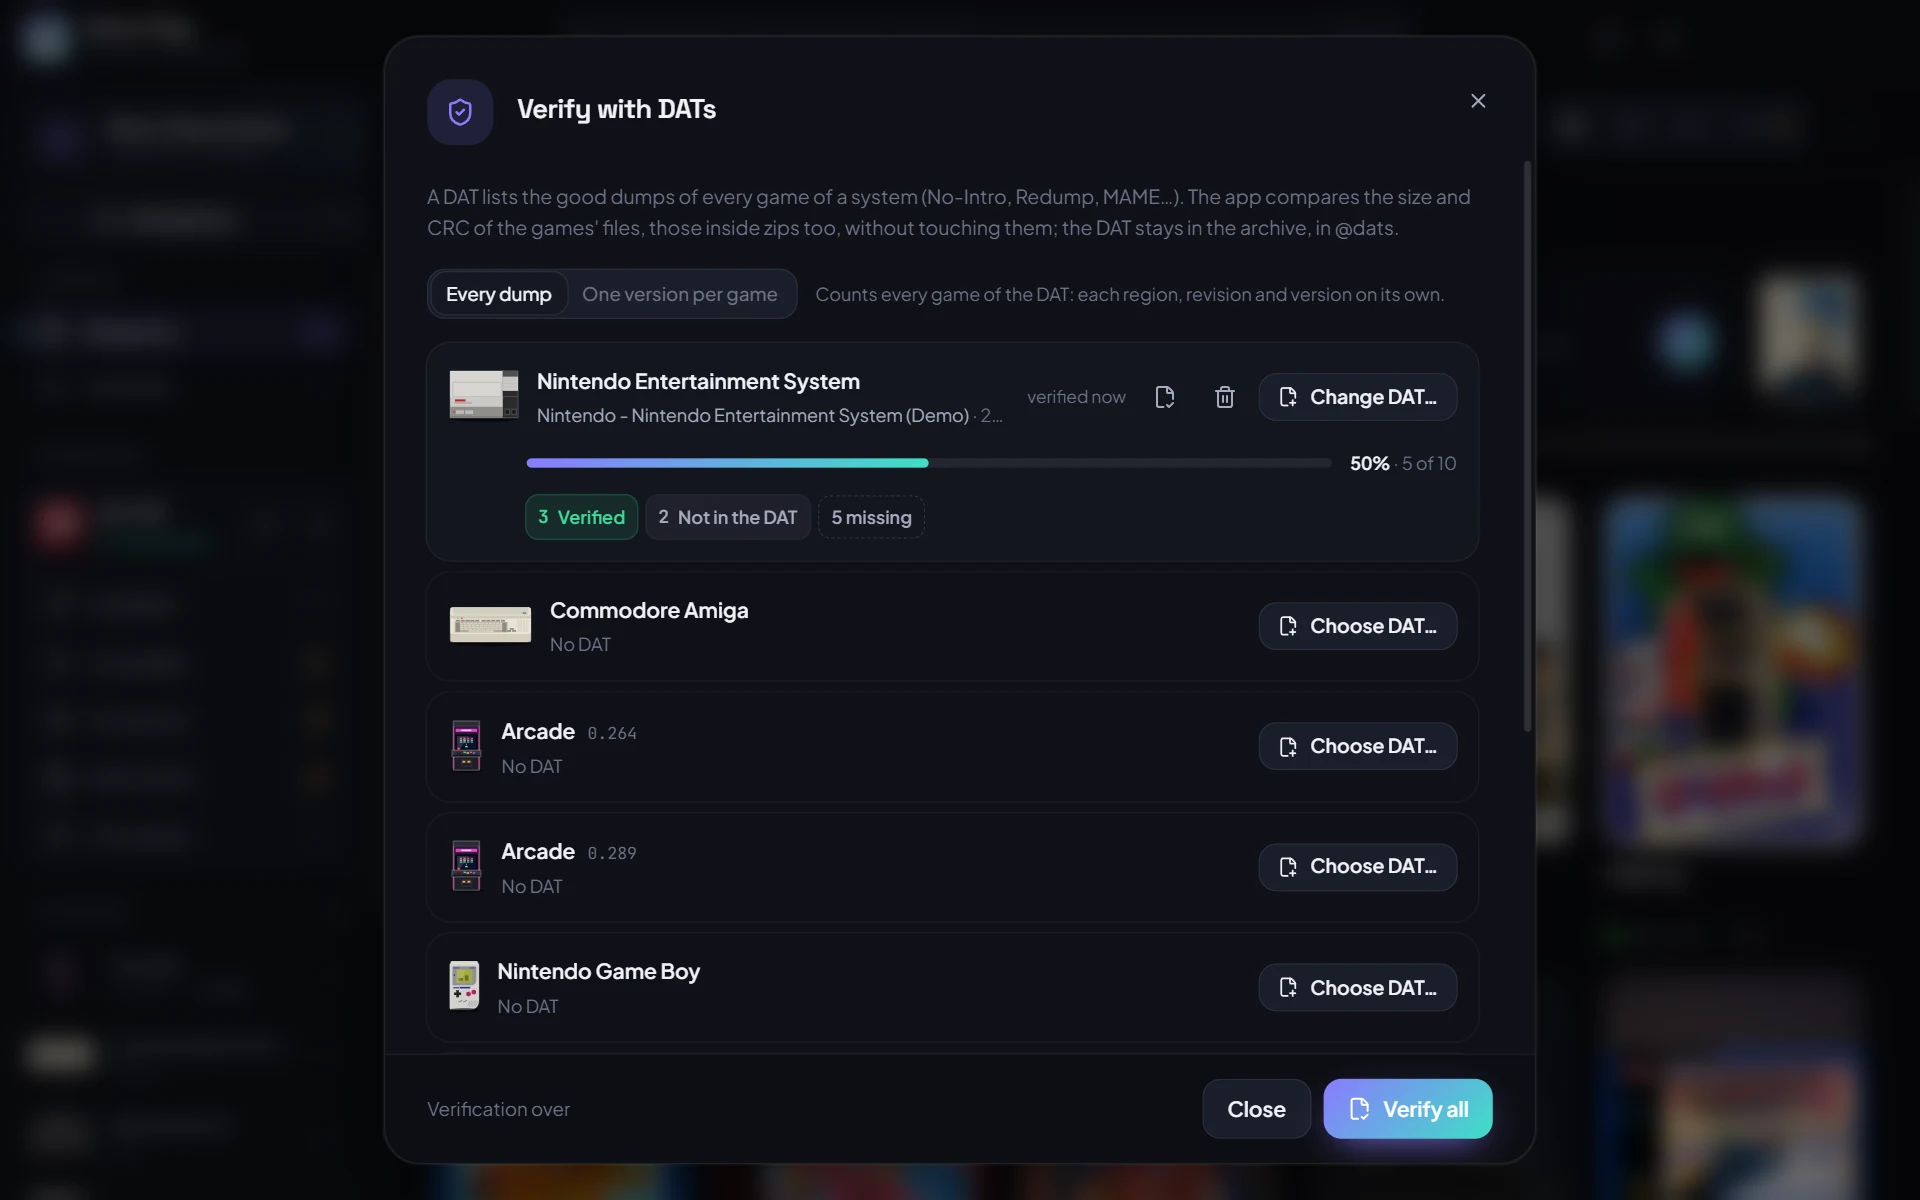 Verify with DATs
A DAT lists the good dumps of every game of a system (No-Intro, Redump, MAME…). The app compares the size and
CRC of the games' files, those inside zips too, without touching them; the DAT stays in the archive, in @dats.
Every dump
One version per game
Counts every game of the DAT: each region, revision and version on its own.
Nintendo Entertainment System
Nintendo - Nintendo Entertainment System (Demo) · 2…
verified now
Change DAT…
50% · 5 of 10
3 Verified
2 Not in the DAT
5 missing
Commodore Amiga
No DAT
Choose DAT…
Arcade 0.264
No DAT
Choose DAT…
Arcade 0.289
No DAT
Choose DAT…
Nintendo Game Boy
No DAT
Choose DAT…
Verification over
Close
Verify all